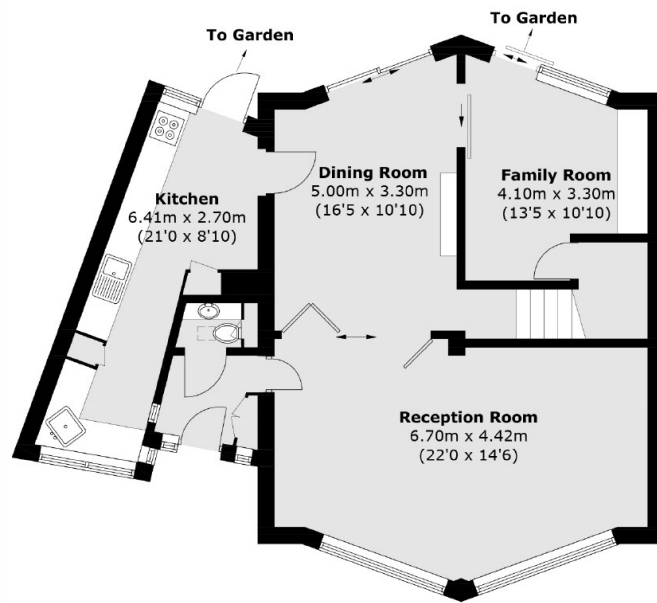 To Garden
To Garden
Kitchen
6.41m x 2.70m
(21'0 x 8'10)
Dining Room
5.00m x 3.30m
(16'5 x 10'10)
Family Room
4.10m x 3.30m
(13'5 x 10'10)
Reception Room
6.70m x 4.42m
(22'0 x 14'6)